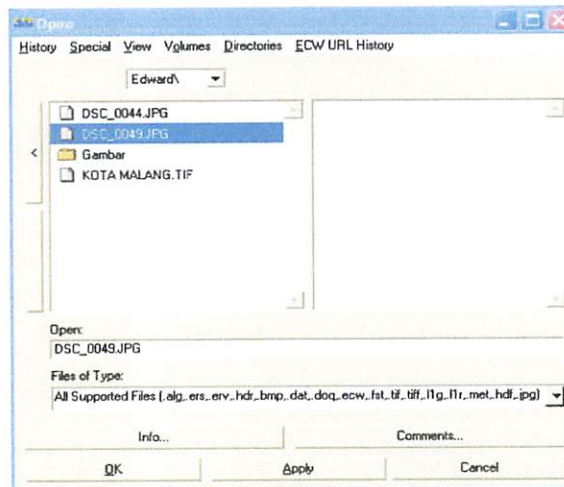 Open
History Special View Volumes Directories ECW URL History
Edward\
DSC_0044.JPG
DSC_0049.JPG
<
Gambar
KOTA MALANG.TIF
Open:
DSC_0049.JPG
Files of Type:
All Supported Files (.alg,.ers,.erv,.hdr,.bmp,.dat,.doq,.ecw,.fst,.tif,.tiff,.l1g,.l1r,.met,.hdf,.jpg)
Info... Comments...
OK Apply Cancel